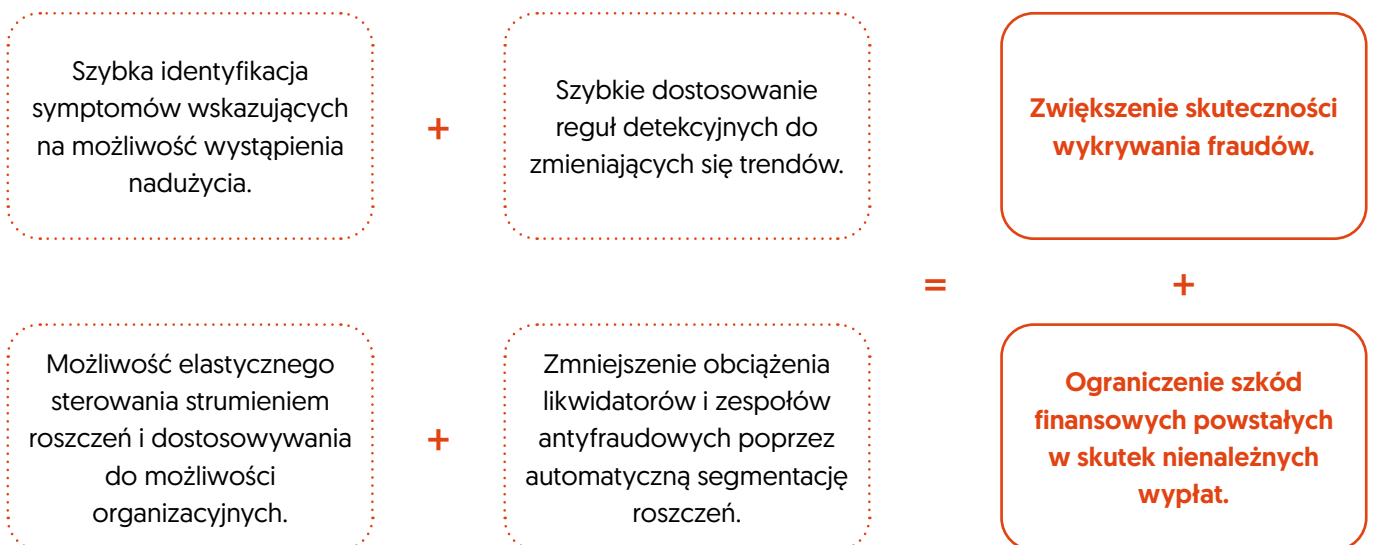 Szybka identyfikacja
symptomów wskazujących
na możliwość wystąpienia
nadużycia.
+
Szybkie dostosowanie
reguł detekcyjnych do
zmieniających się trendów.
Zwiększenie skuteczności
wykrywania fraudów.
=
+
Możliwość elastycznego
sterowania strumieniem
roszczeń i dostosowywania
do możliwości
organizacyjnych.
+
Zmniejszenie obciążenia
likwidatorów i zespołów
antyfraudowych poprzez
automatyczną segmentację
roszczeń.
Ograniczenie szkód
finansowych powstałych
w skutek nienależnych
wypłat.